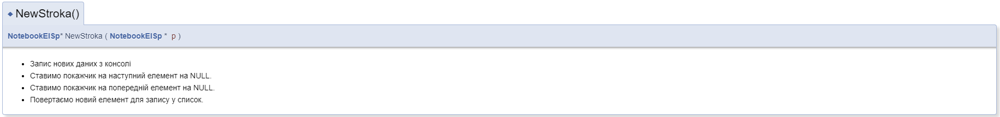 NewStroka()
NotebookElSp* NewStroka ( NotebookElSp * p )
Запис нових даних з консолі
Ставимо покажчик на наступний елемент на NULL.
Ставимо покажчик на попередній елемент на NULL.
Повертаємо новий елемент для запису у список.